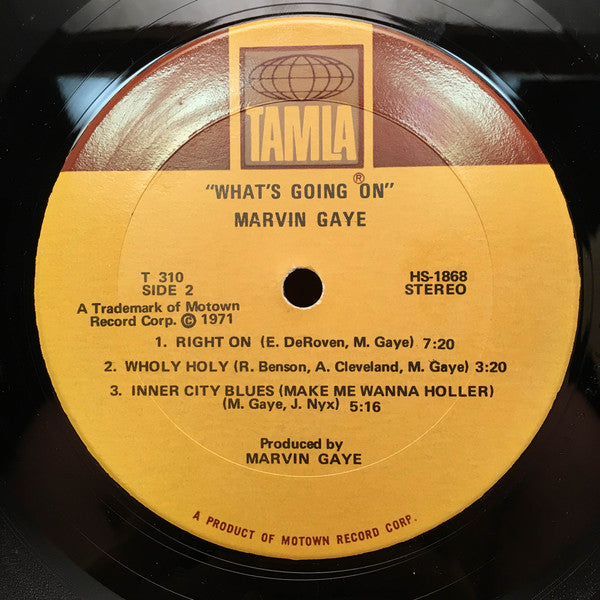 TAMLA
®
"WHAT'S GOING ON"
MARVIN GAYE
T 310
SIDE 2
HS-1868
STEREO
A Trademark of Motown
Record Corp. © 1971
1. RIGHT ON (E. DeRoven, M. Gaye) 7:20
2. WHOLY HOLY (R. Benson, A. Cleveland, M. Gaye) 3:20
3. INNER CITY BLUES (MAKE ME WANNA HOLLER)
(M. Gaye, J. Nyx) 5:16
Produced by
MARVIN GAYE
A PRODUCT OF MOTOWN RECORD CORP.